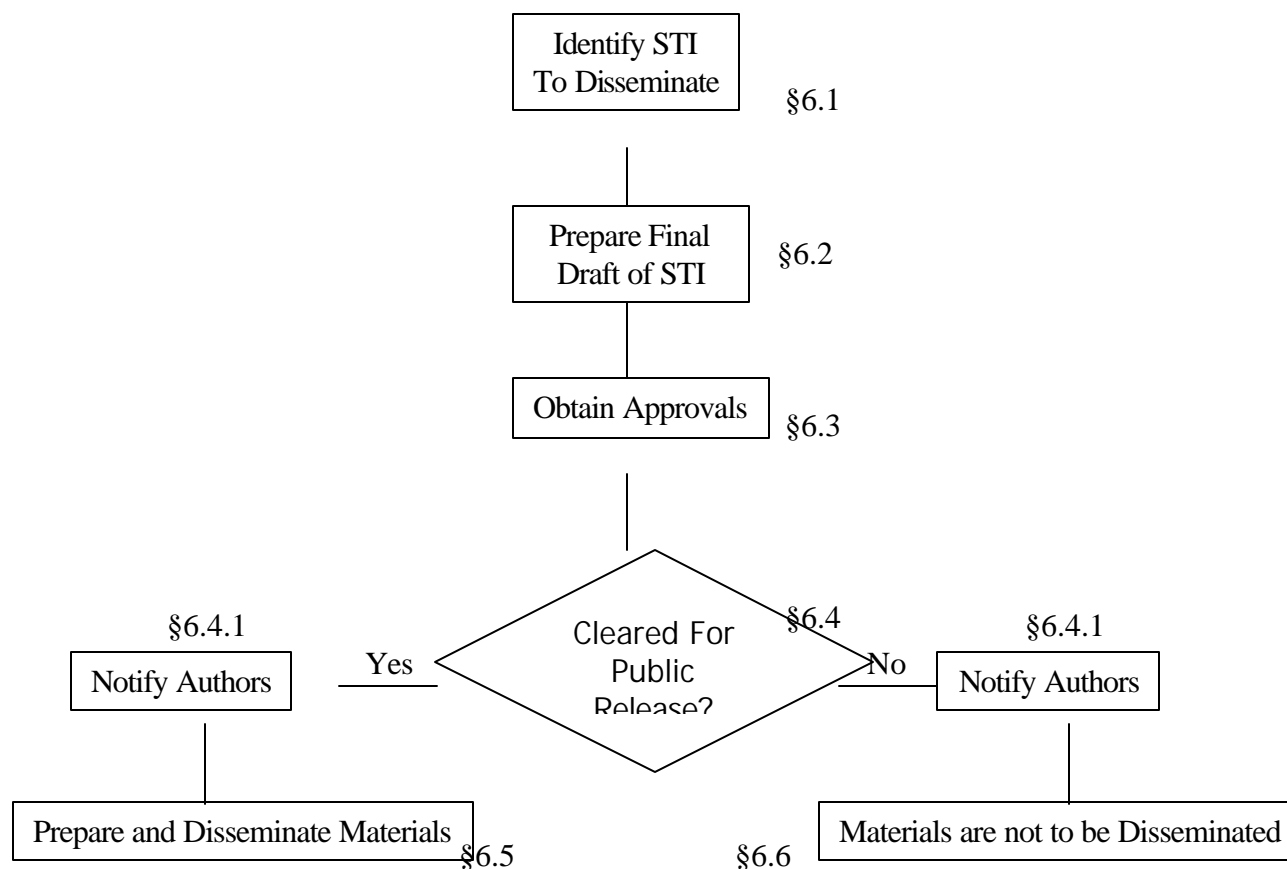 Identify STI
To Disseminate
§6.1
Prepare Final
Draft of STI
§6.2
Obtain Approvals
§6.3
§6.4.1
Notify Authors
Yes
Cleared For
Public
Release?
§6.4
No
§6.4.1
Notify Authors
Prepare and Disseminate Materials
§6.5
§6.6
Materials are not to be Disseminated